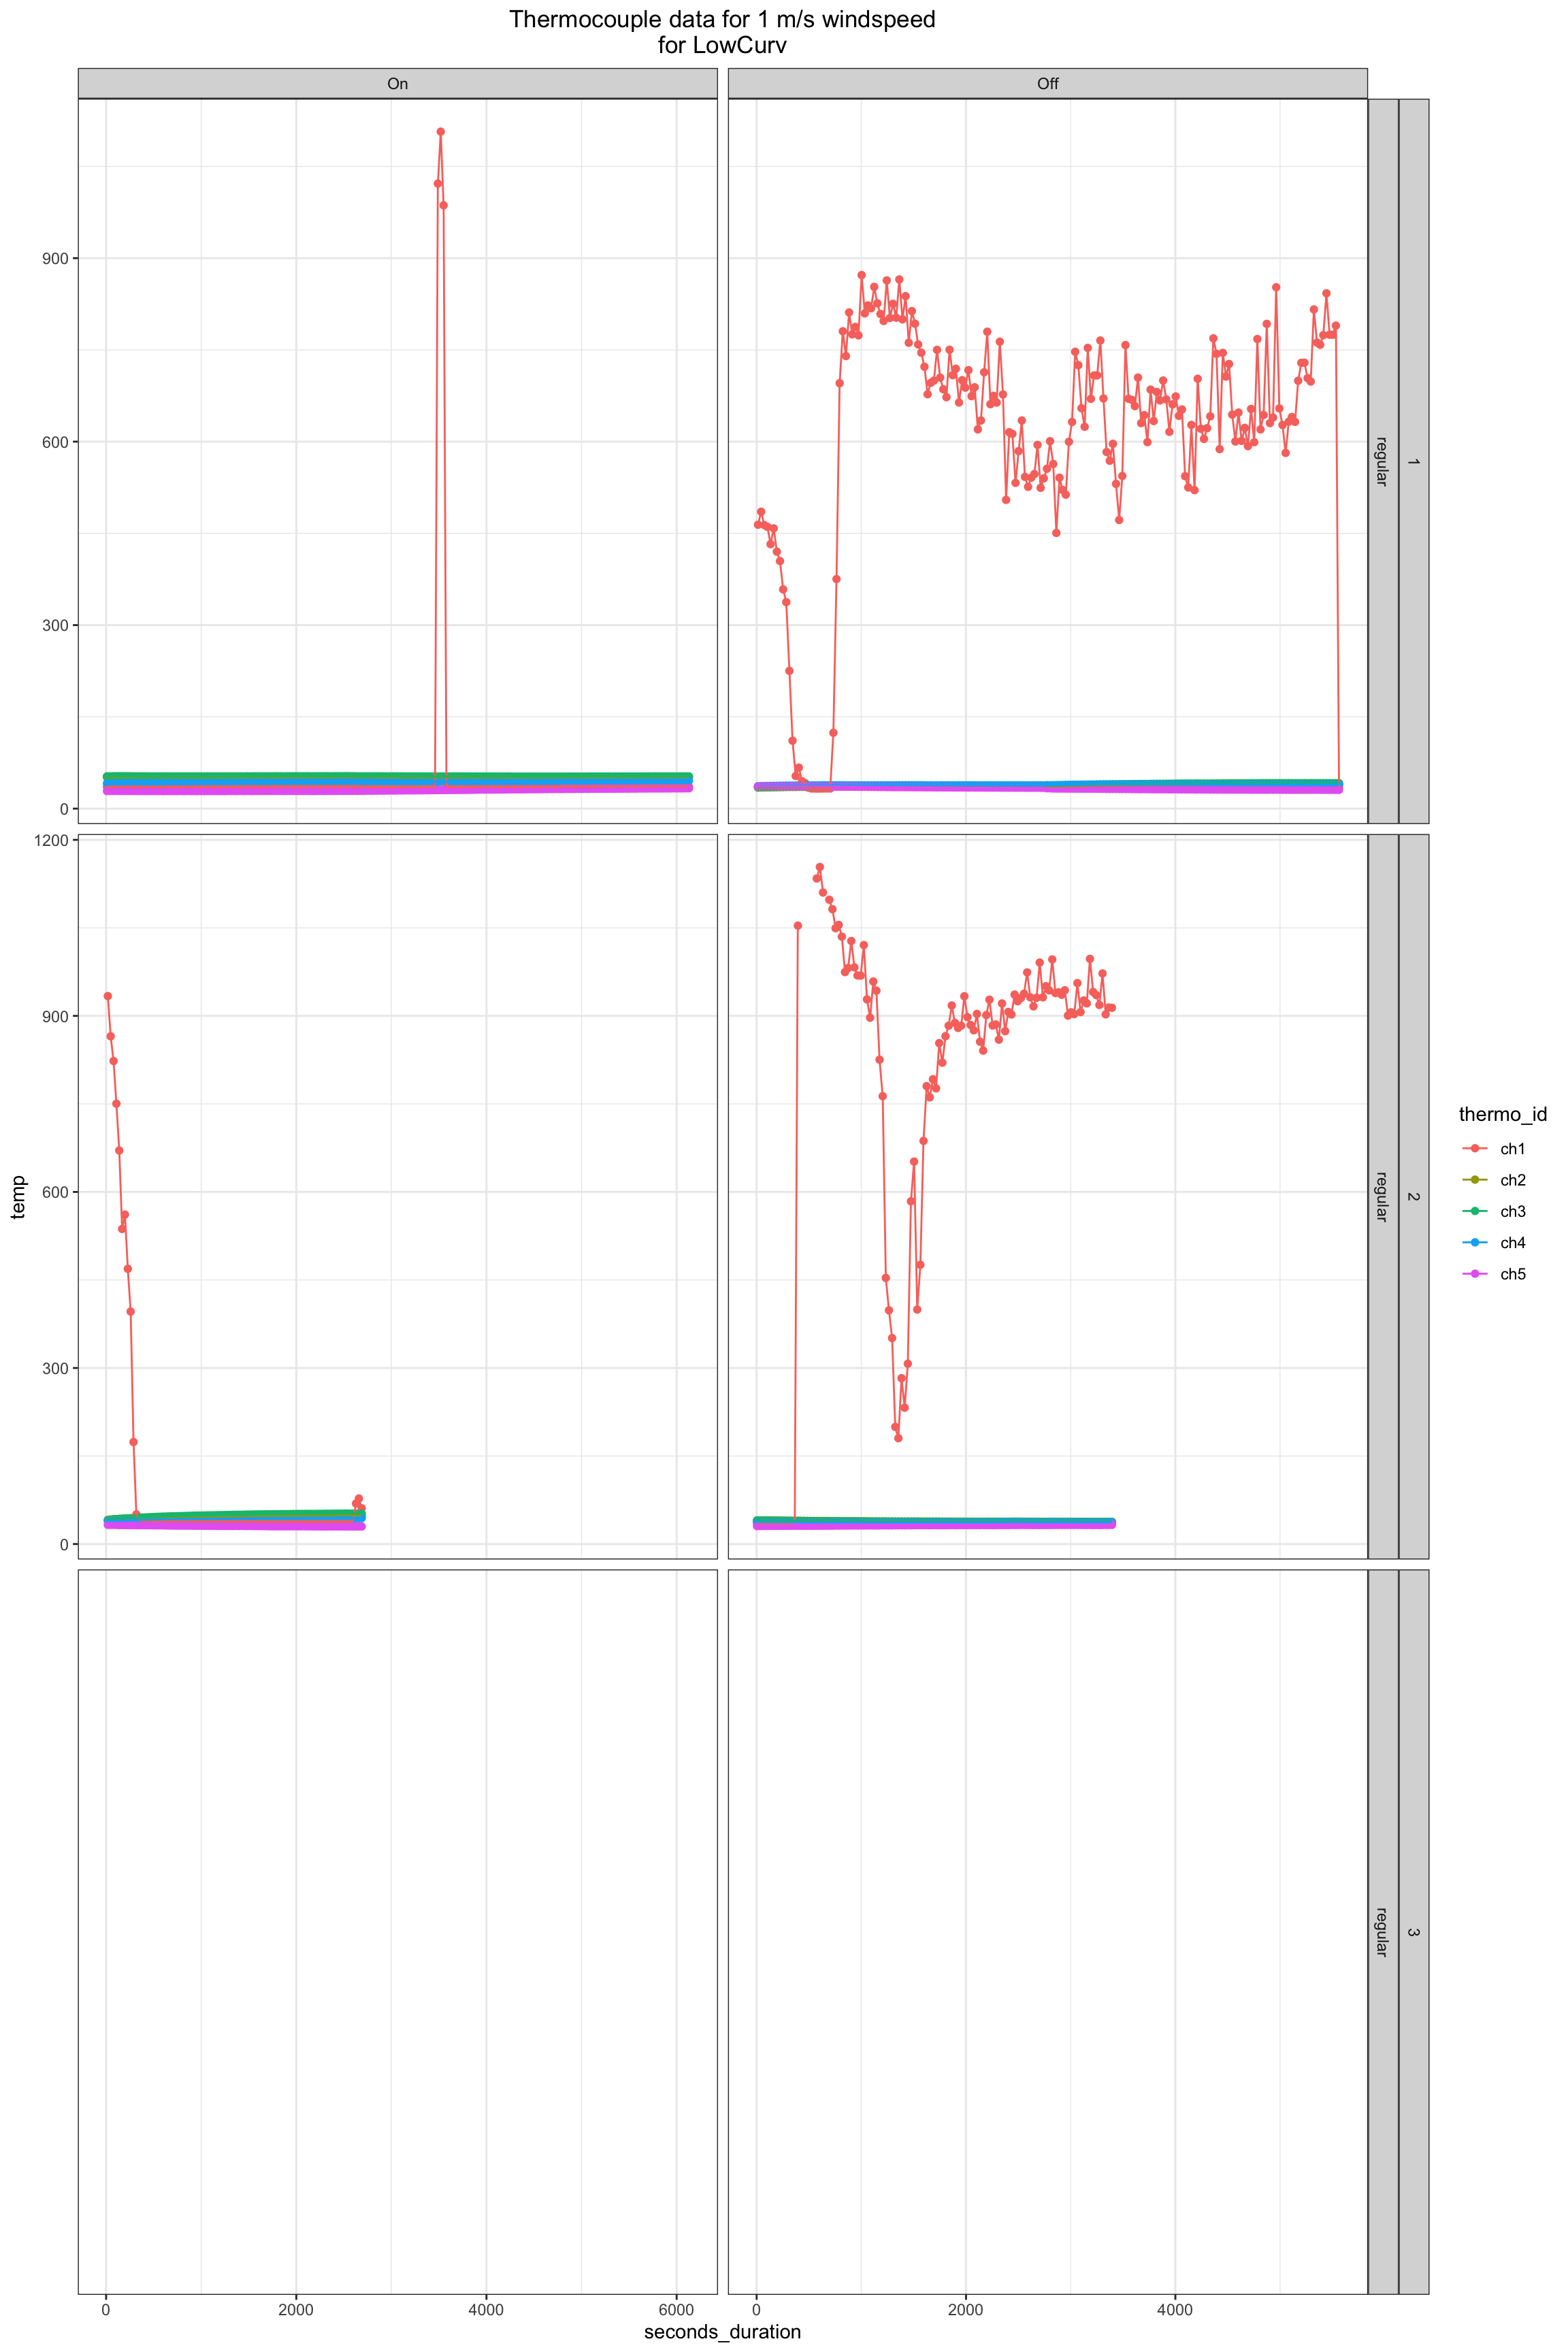 Thermocouple data for 1 m/s windspeed
for LowCurv
On
Off
900
600
300
0
regular
1
1200
900
600
300
0
regular
2
temp
regular
3
0
2000
4000
6000
0
2000
4000
seconds_duration
thermo_id
ch1
ch2
ch3
ch4
ch5